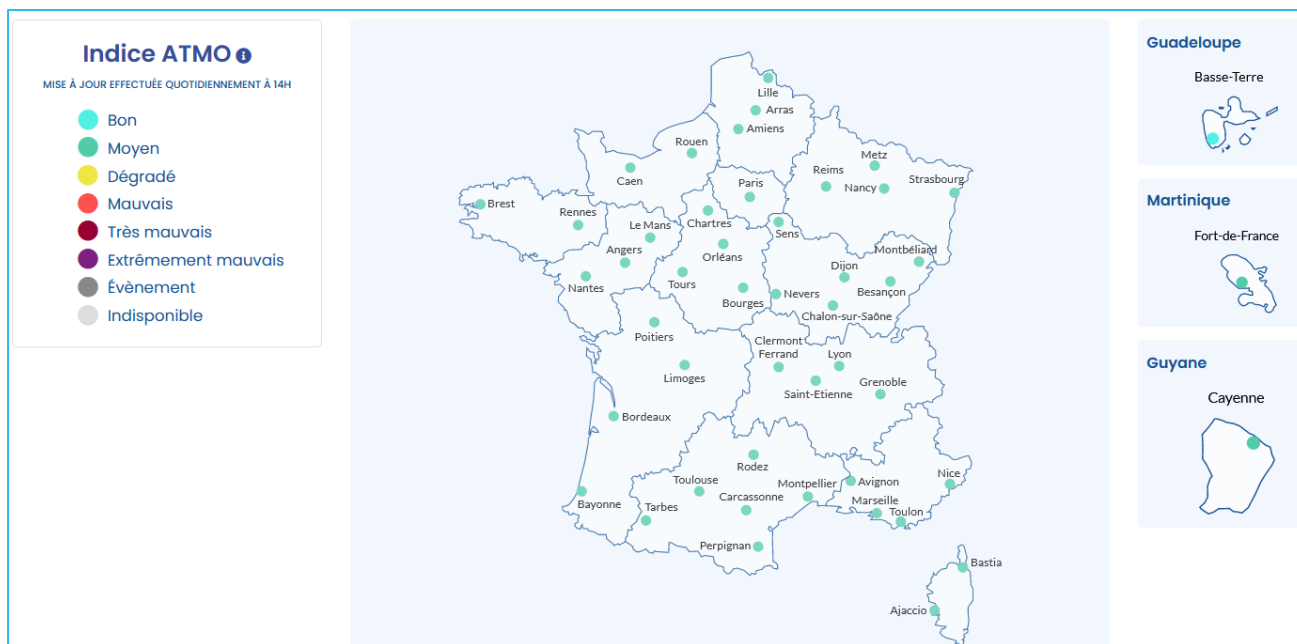 Indice ATMO
MISE À JOUR EFFECTUÉE QUOTIDIENNEMENT À 14H
Bon
Moyen
Dégradé
Mauvais
Très mauvais
Extrêmement mauvais
Évènement
Indisponible
Lille
Arras
Amiens
Rouen
Caen
Paris
Reims
Metz
Nancy
Strasbourg
Brest
Rennes
Le Mans
Angers
Nantes
Chartres
Orléans
Tours
Bourges
Sens
Nevers
Dijon
Montbéliard
Besançon
Chalon-sur-Saône
Poitiers
Limoges
Bordeaux
Bayonne
Clermont
Ferrand
Lyon
Saint-Etienne
Grenoble
Rodez
Toulouse
Carcassonne
Montpellier
Tarbes
Perpignan
Avignon
Marseille
Toulon
Nice
Bastia
Ajaccio
Guadeloupe
Basse-Terre
Martinique
Fort-de-France
Guyane
Cayenne